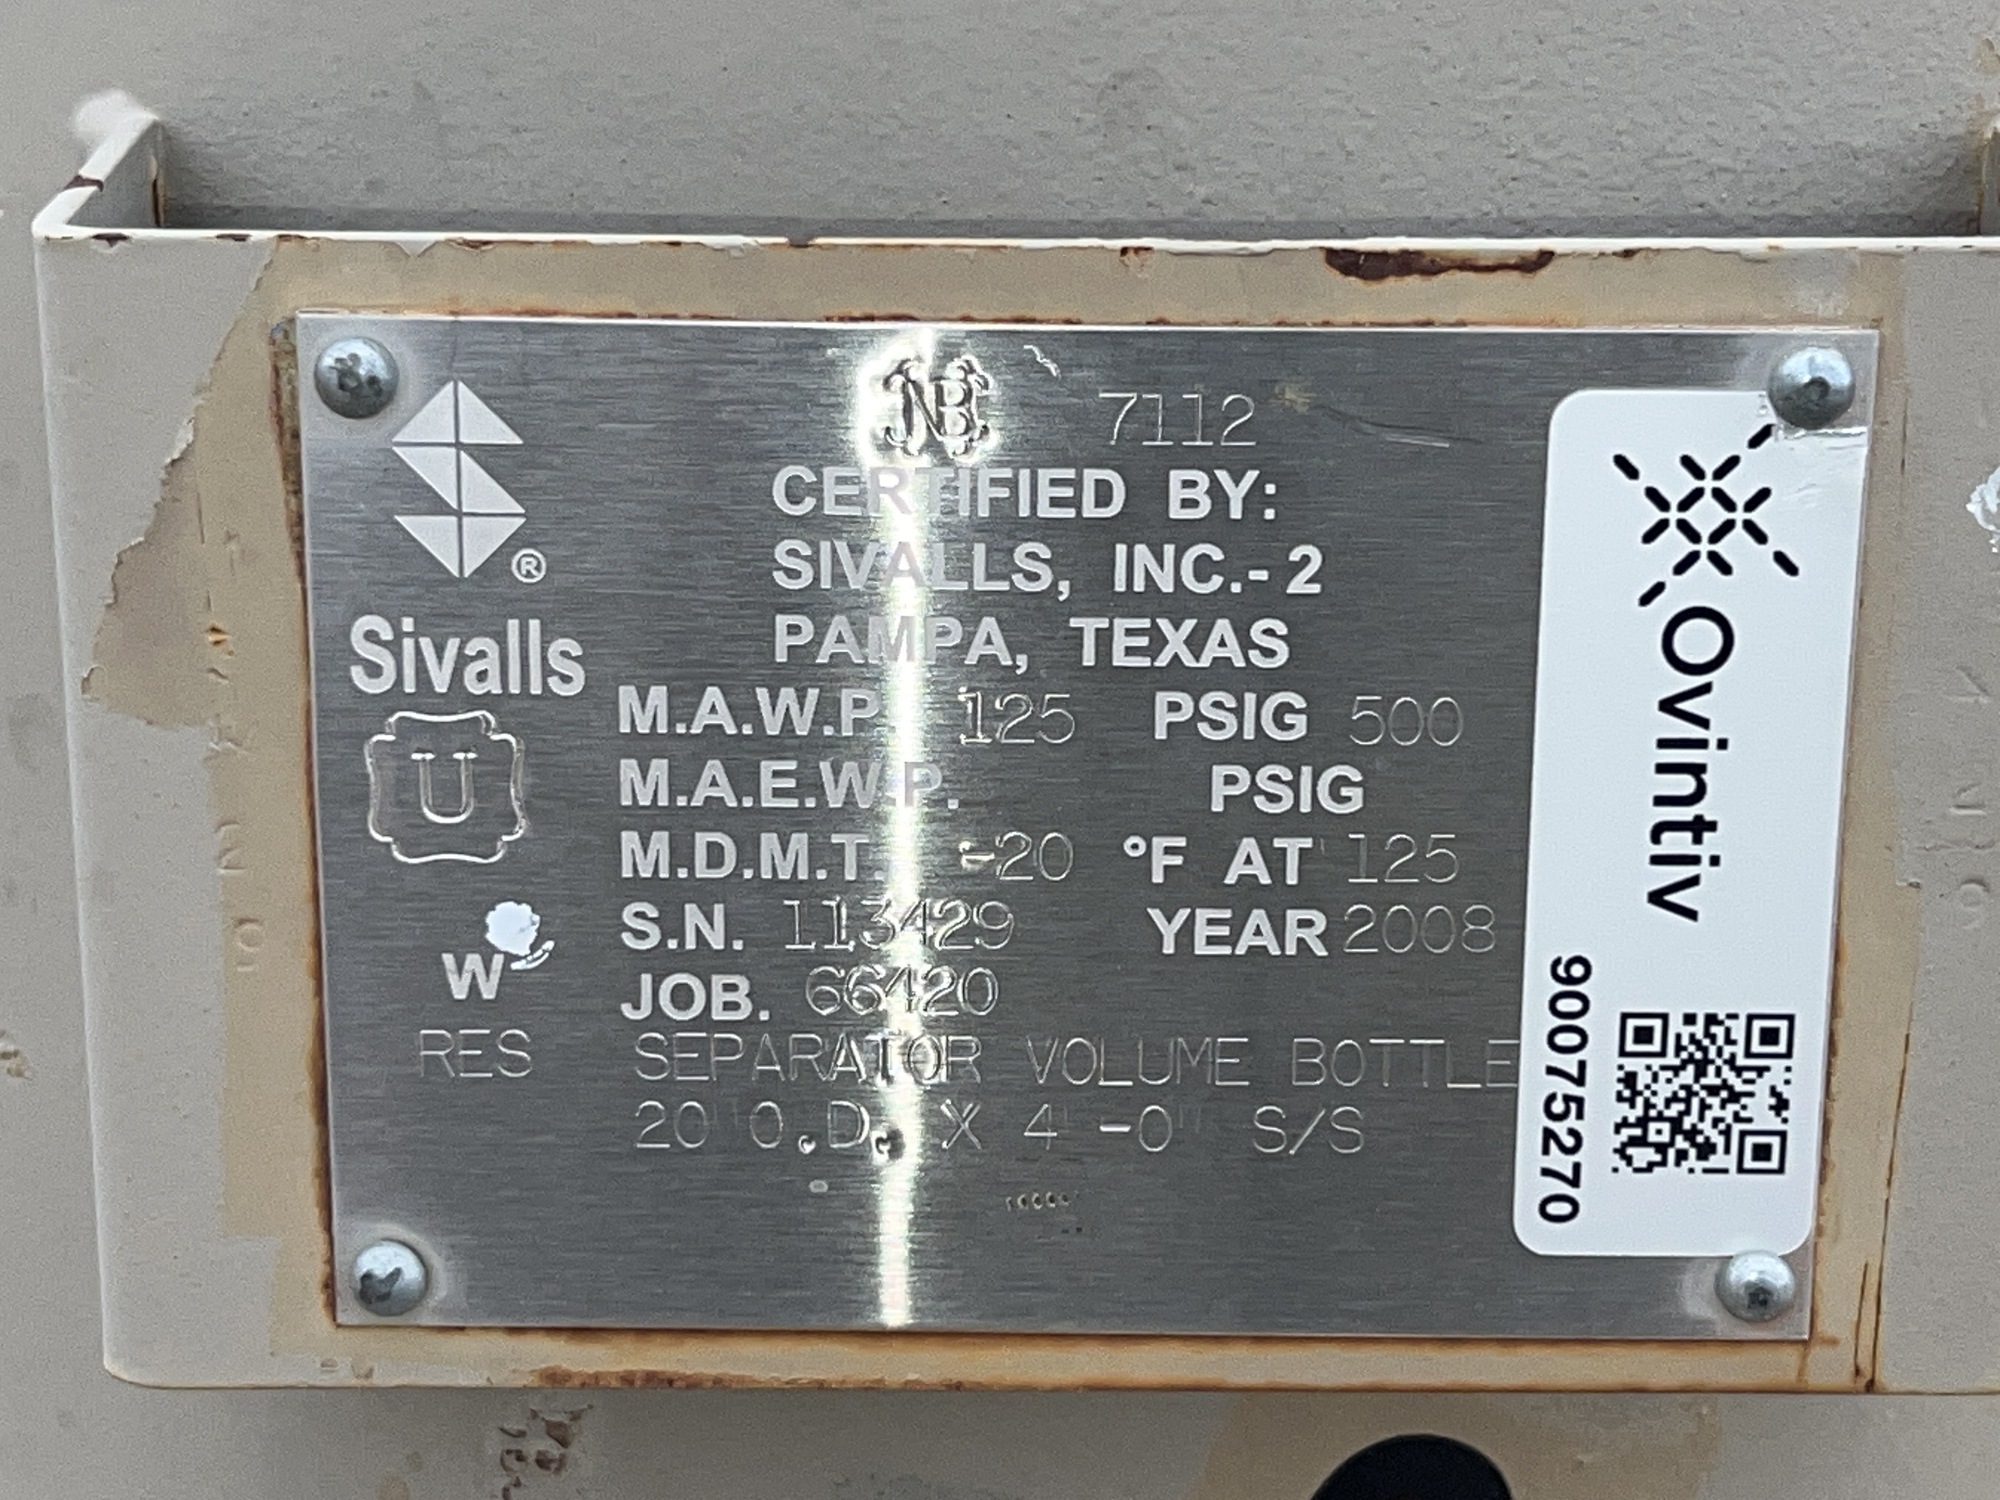 NB 7112
CERTIFIED BY:
SIVALLS, INC.-2
PAMPA, TEXAS
®
Sivalls
U
W
RES
M.A.W.P. 125 PSIG 500
M.A.E.W.P. PSIG
M.D.M.T. -20 °F AT 125
S.N. 113429 YEAR 2008
JOB. 66420
SEPARATOR VOLUME BOTTLE
20" O.D. X 4'-0" S/S
Ovintiv
90075270